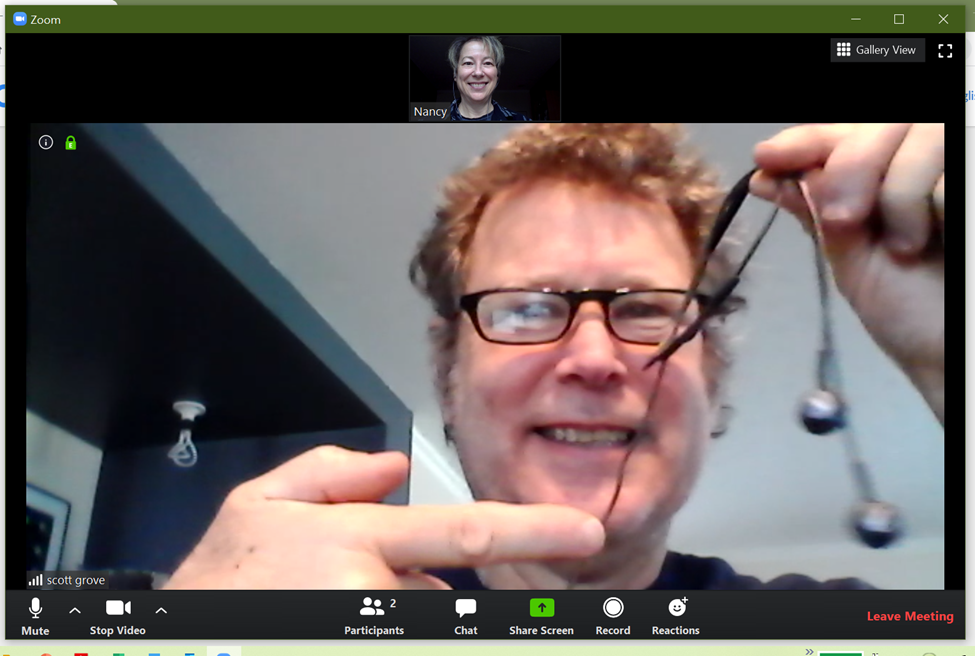 Zoom
Gallery View
Nancy
scott grove
2
Mute
Stop Video
Participants
Chat
Share Screen
Record
Reactions
Leave Meeting